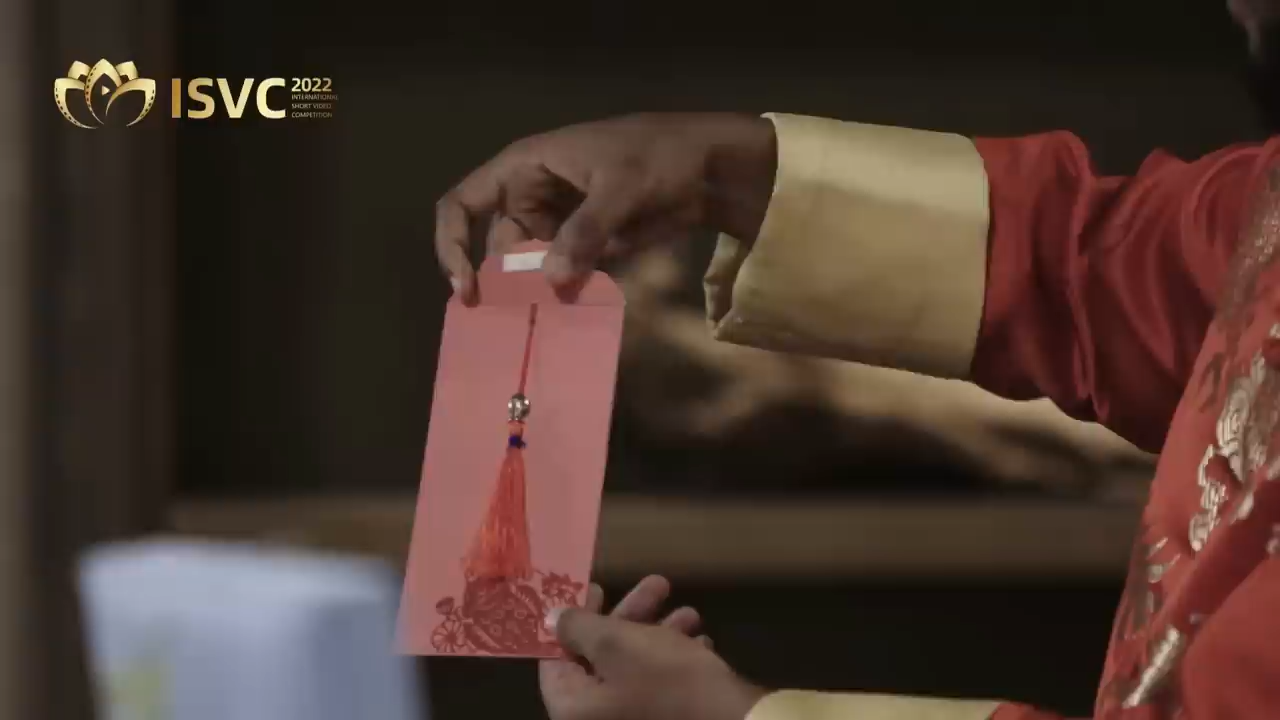 ISVC
2022
INTERNATIONAL
SHORT VIDEO
COMPETITION